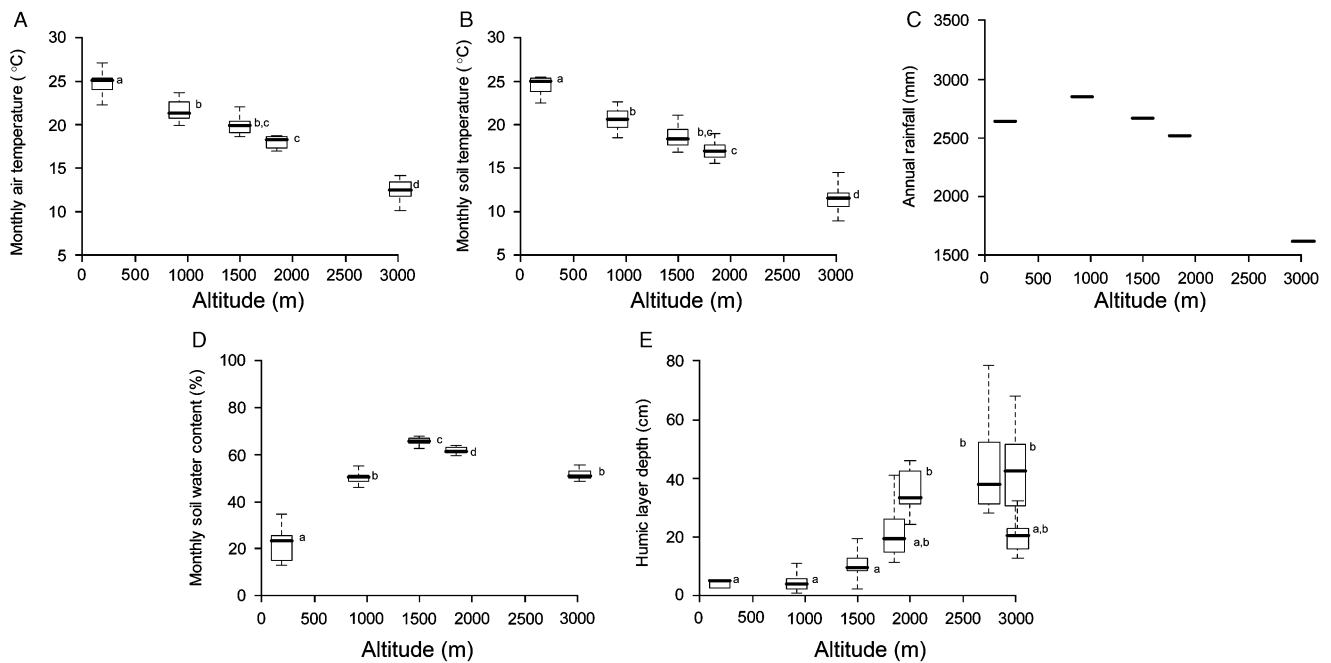 A
Monthly air temperature (°C)
30
25
20
15
10
5
a
b
b,c
c
d
0 500 1000 1500 2000 2500 3000
Altitude (m)
B
Monthly soil temperature (°C)
30
25
20
15
10
5
a
b
b,c
c
d
0 500 1000 1500 2000 2500 3000
Altitude (m)
C
Annual rainfall (mm)
3500
3000
2500
2000
1500
0 500 1000 1500 2000 2500 3000
Altitude (m)
D
Monthly soil water content (%)
100
80
60
40
20
0
a
b
c
d
b
0 500 1000 1500 2000 2500 3000
Altitude (m)
E
Humic layer depth (cm)
80
60
40
20
0
a
a
a
a,b
b
b
b
a,b
0 500 1000 1500 2000 2500 3000
Altitude (m)